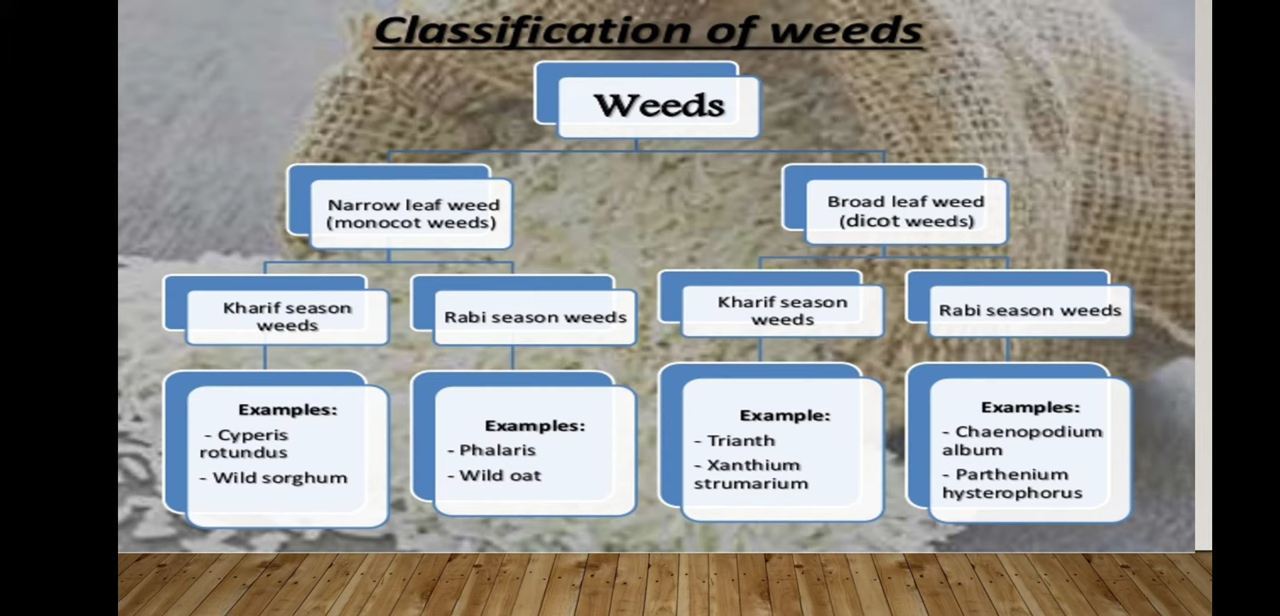 Classification of weeds
Weeds
Narrow leaf weed
(monocot weeds)
Broad leaf weed
(dicot weeds)
Kharif season
weeds
Rabi season weeds
Kharif season
weeds
Rabi season weeds
Examples:
- Cyperis
rotundus
- Wild sorghum
Examples:
- Phalaris
- Wild oat
Example:
- Trianth
- Xanthium
strumarium
Examples:
- Chaenopodium
album
- Parthenium
hysterophorus